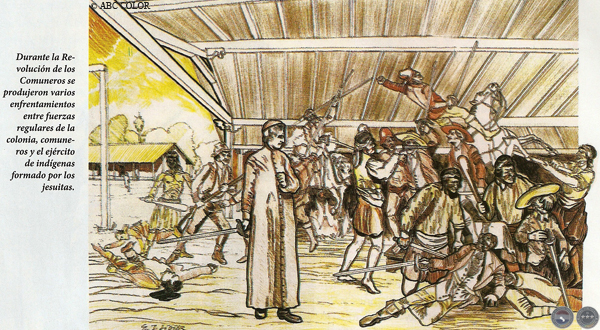 © ABC COLOR
Durante la Re-
volución de los
Comuneros se
produjeron varios
enfrentamientos
entre fuerzas
regulares de la
colonia, comune-
ros y el ejército
de indígenas
formado por los
jesuitas.